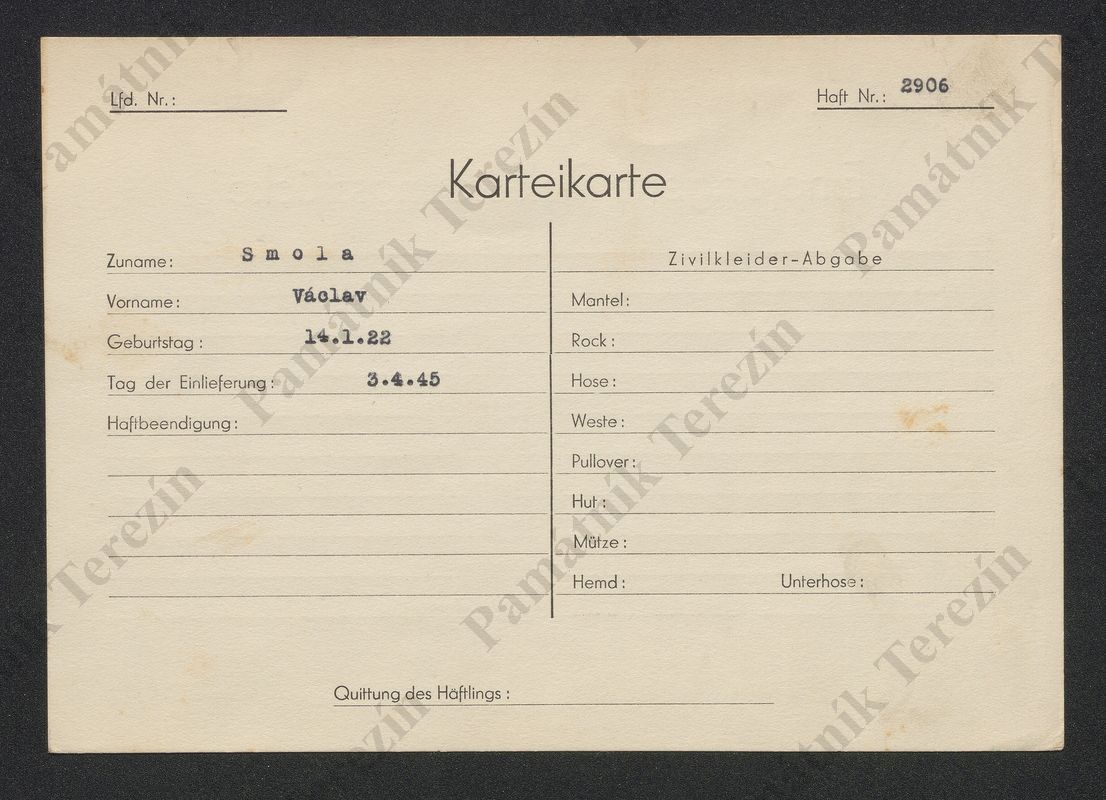 Lfd. Nr.:
Haft Nr.: 2906
Karteikarte
Zuname: Smola
Vorname: Václav
Geburtstag: 14.1.22
Tag der Einlieferung: 3.4.45
Haftbeendigung:
Zivilkleider-Abgabe
Mantel:
Rock:
Hose:
Weste:
Pullover:
Hut:
Mütze:
Hemd: Unterhose:
Quittung des Häftlings:
Památník Terezín
Památník Terezín
Památník Terezín
Památník Terezín